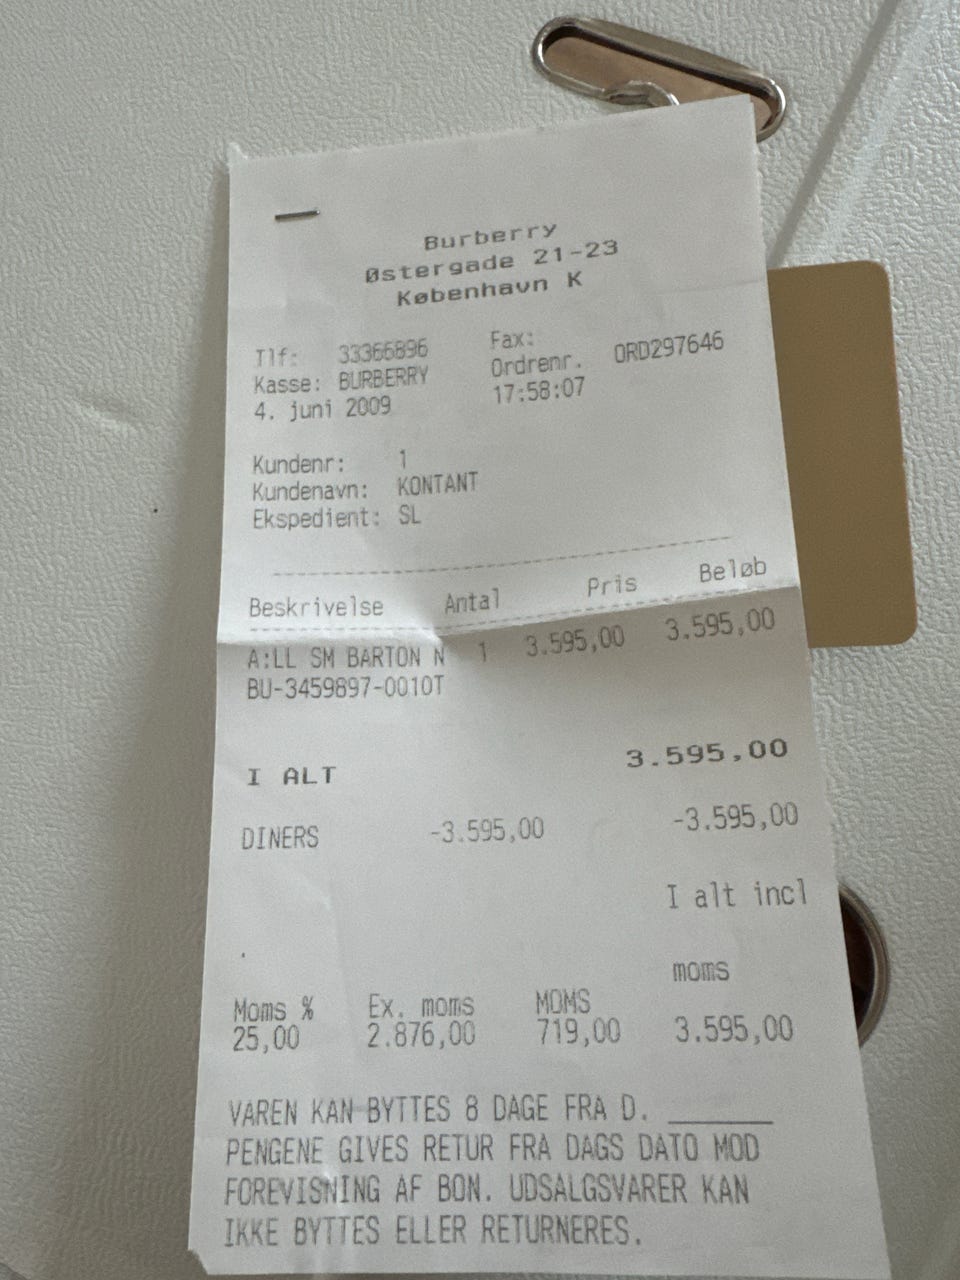 Burberry
Østergade 21-23
København K
Tlf: 33366896 Fax:
Kasse: BURBERRY Ordrenr. ORD297646
4. juni 2009 17:58:07
Kundenr: 1
Kundenavn: KONTANT
Ekspedient: SL
Beskrivelse Antal Pris Beløb
A:LL SM BARTON N 1 3.595,00 3.595,00
BU-3459897-0010T
I ALT 3.595,00
DINERS -3.595,00 -3.595,00
I alt incl
moms
Moms % Ex. moms MOMS
25,00 2.876,00 719,00 3.595,00
VAREN KAN BYTTES 8 DAGE FRA D. ________
PENGENE GIVES RETUR FRA DAGS DATO MOD
FOREVISNING AF BON. UDSALGSVARER KAN
IKKE BYTTES ELLER RETURNERES.